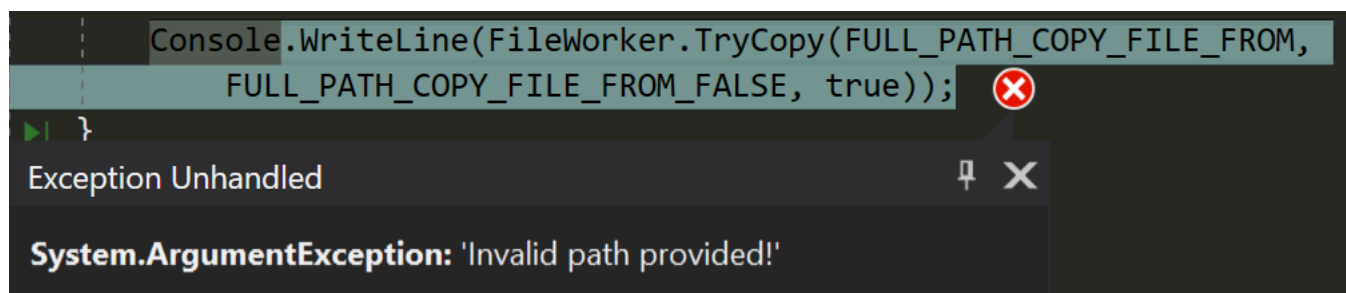 Console.WriteLine(FileWorker.TryCopy(FULL_PATH_COPY_FILE_FROM,
FULL_PATH_COPY_FILE_FROM_FALSE, true));
}
Exception Unhandled
System.ArgumentException: 'Invalid path provided!'